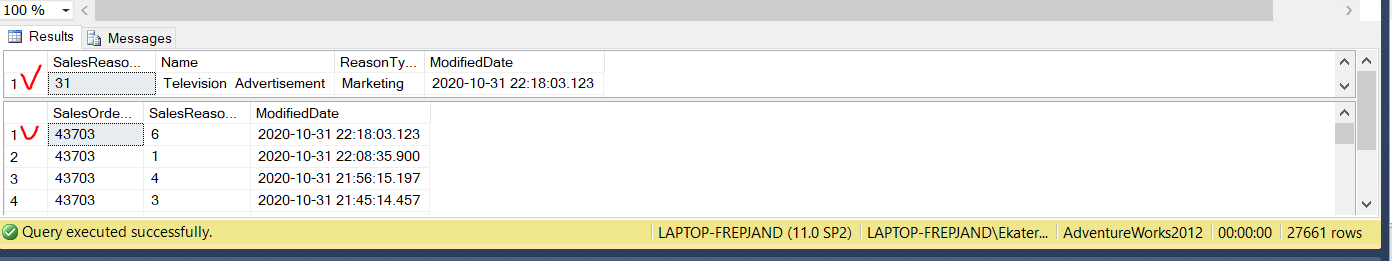 100 %
Results Messages
SalesReaso... Name ReasonTy... ModifiedDate
1 31 Television Advertisement Marketing 2020-10-31 22:18:03.123
SalesOrde... SalesReaso... ModifiedDate
1 43703 6 2020-10-31 22:18:03.123
2 43703 1 2020-10-31 22:08:35.900
3 43703 4 2020-10-31 21:56:15.197
4 43703 3 2020-10-31 21:45:14.457
Query executed successfully. LAPTOP-FREPJAND (11.0 SP2) LAPTOP-FREPJAND\Ekater... AdventureWorks2012 00:00:00 27661 rows